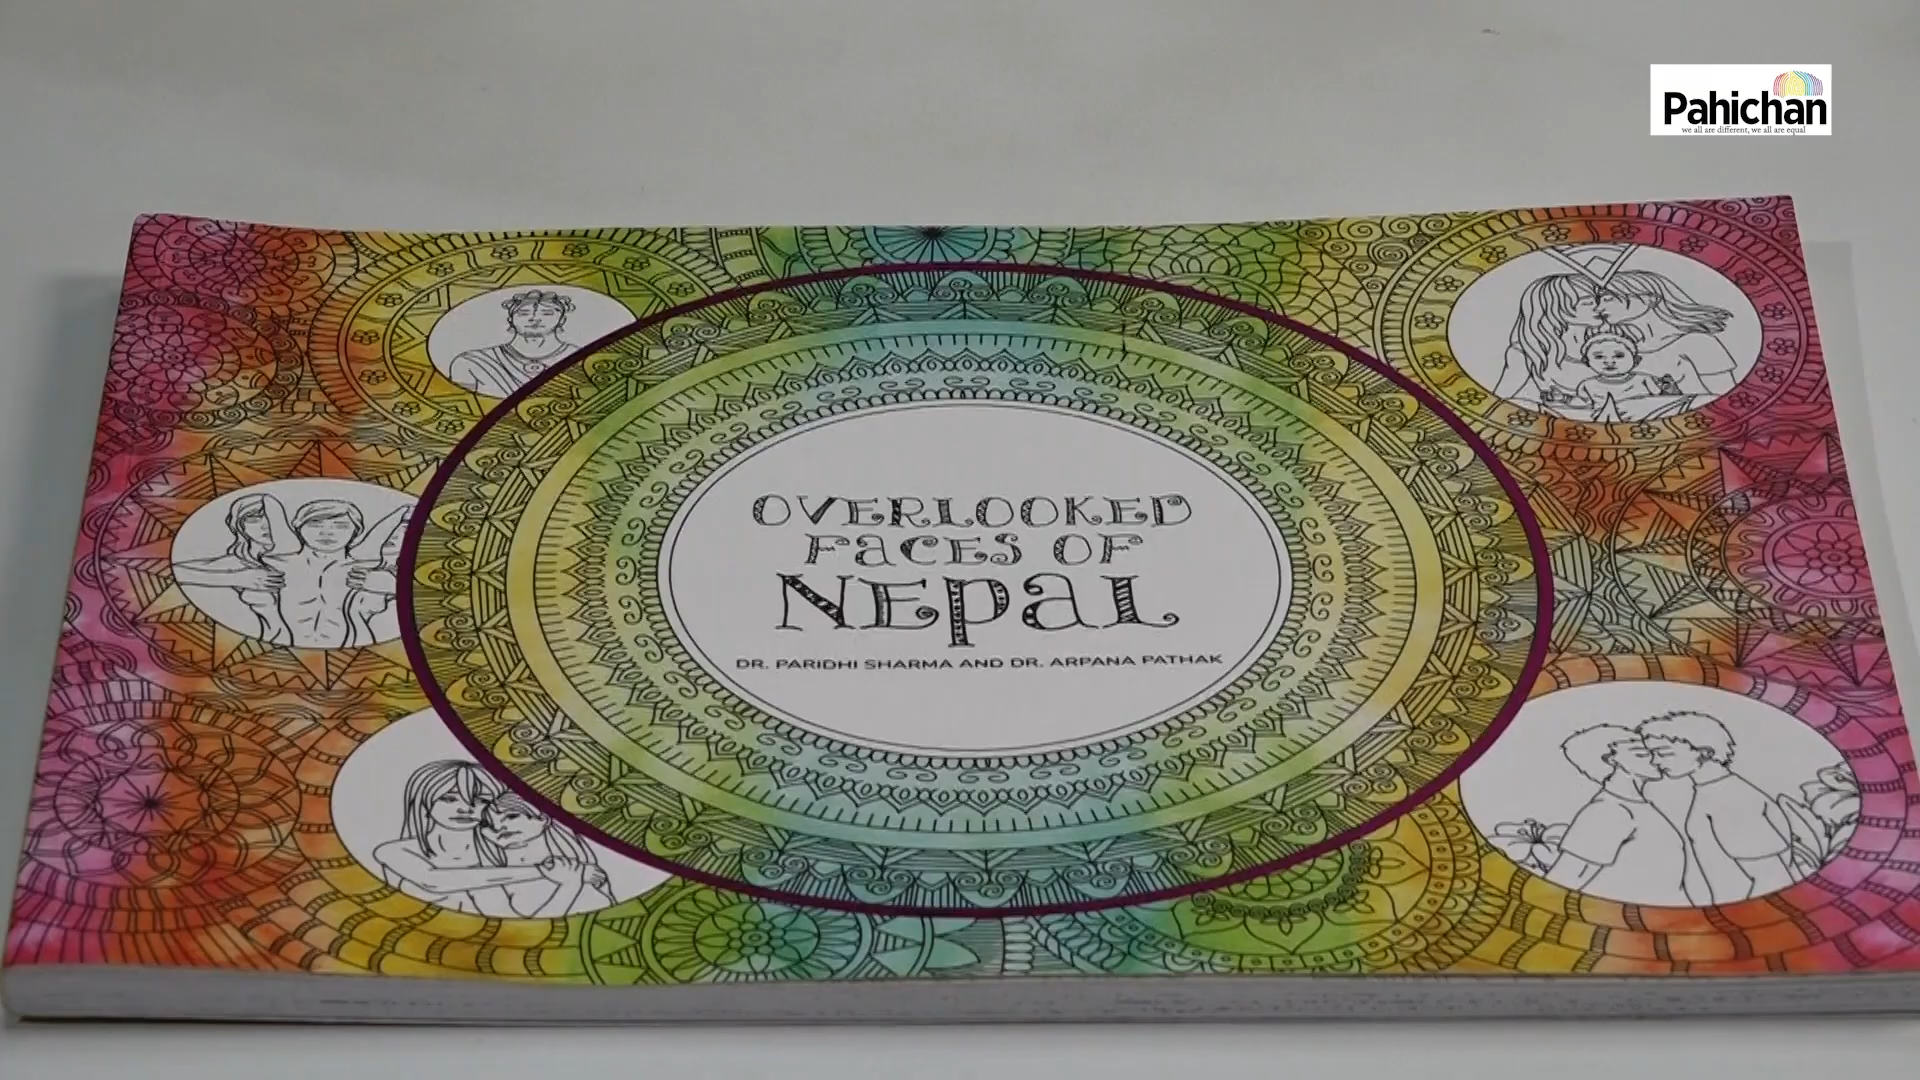 Pahichan
we all are different, we all are equal
OVERLOOKED
FaCES OF
NEpaL
DR. PARIDHI SHARMA AND DR. ARPANA PATHAK